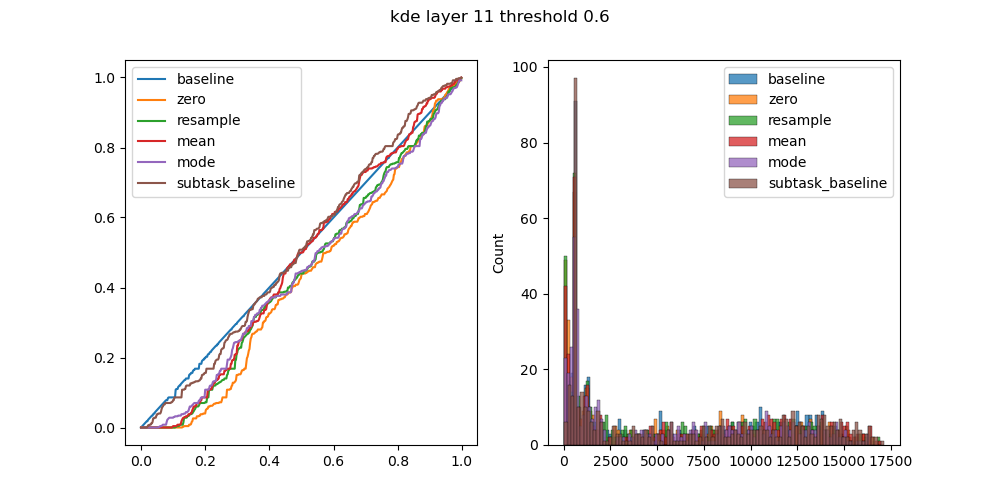 kde layer 11 threshold 0.6
baseline
zero
resample
mean
mode
subtask_baseline
1.0
0.8
0.6
0.4
0.2
0.0
0.0 0.2 0.4 0.6 0.8 1.0
baseline
zero
resample
mean
mode
subtask_baseline
Count
100
80
60
40
20
0
0 2500 5000 7500 10000 12500 15000 17500